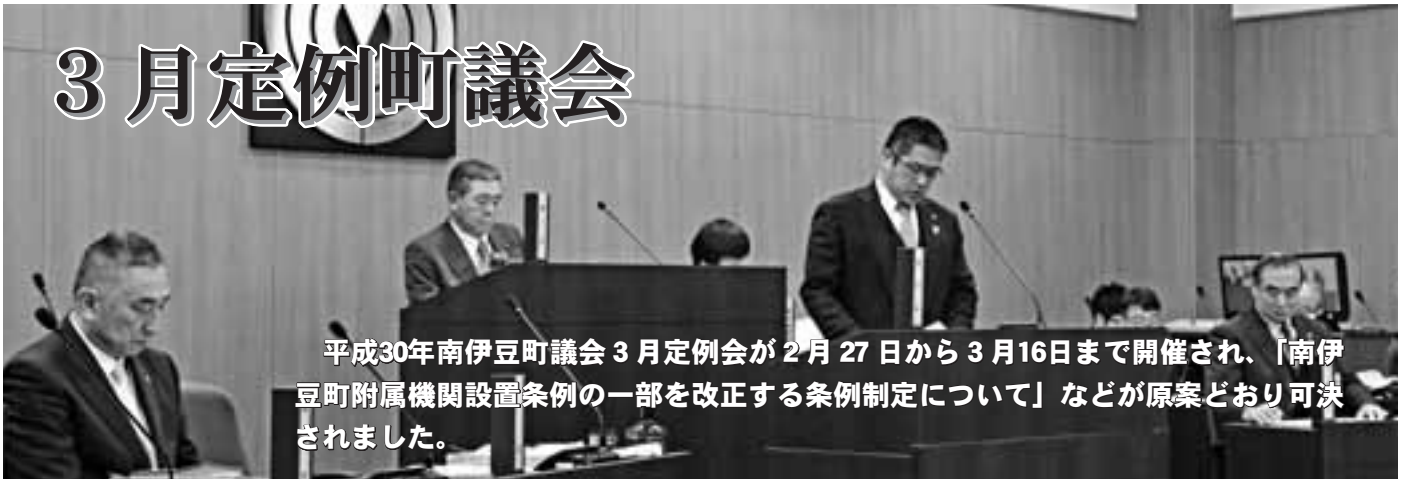 3月定例町議会
平成30年南伊豆町議会3月定例会が2月27日から3月16日まで開催され、「南伊
豆町附属機関設置条例の一部を改正する条例制定について」などが原案どおり可決
されました。